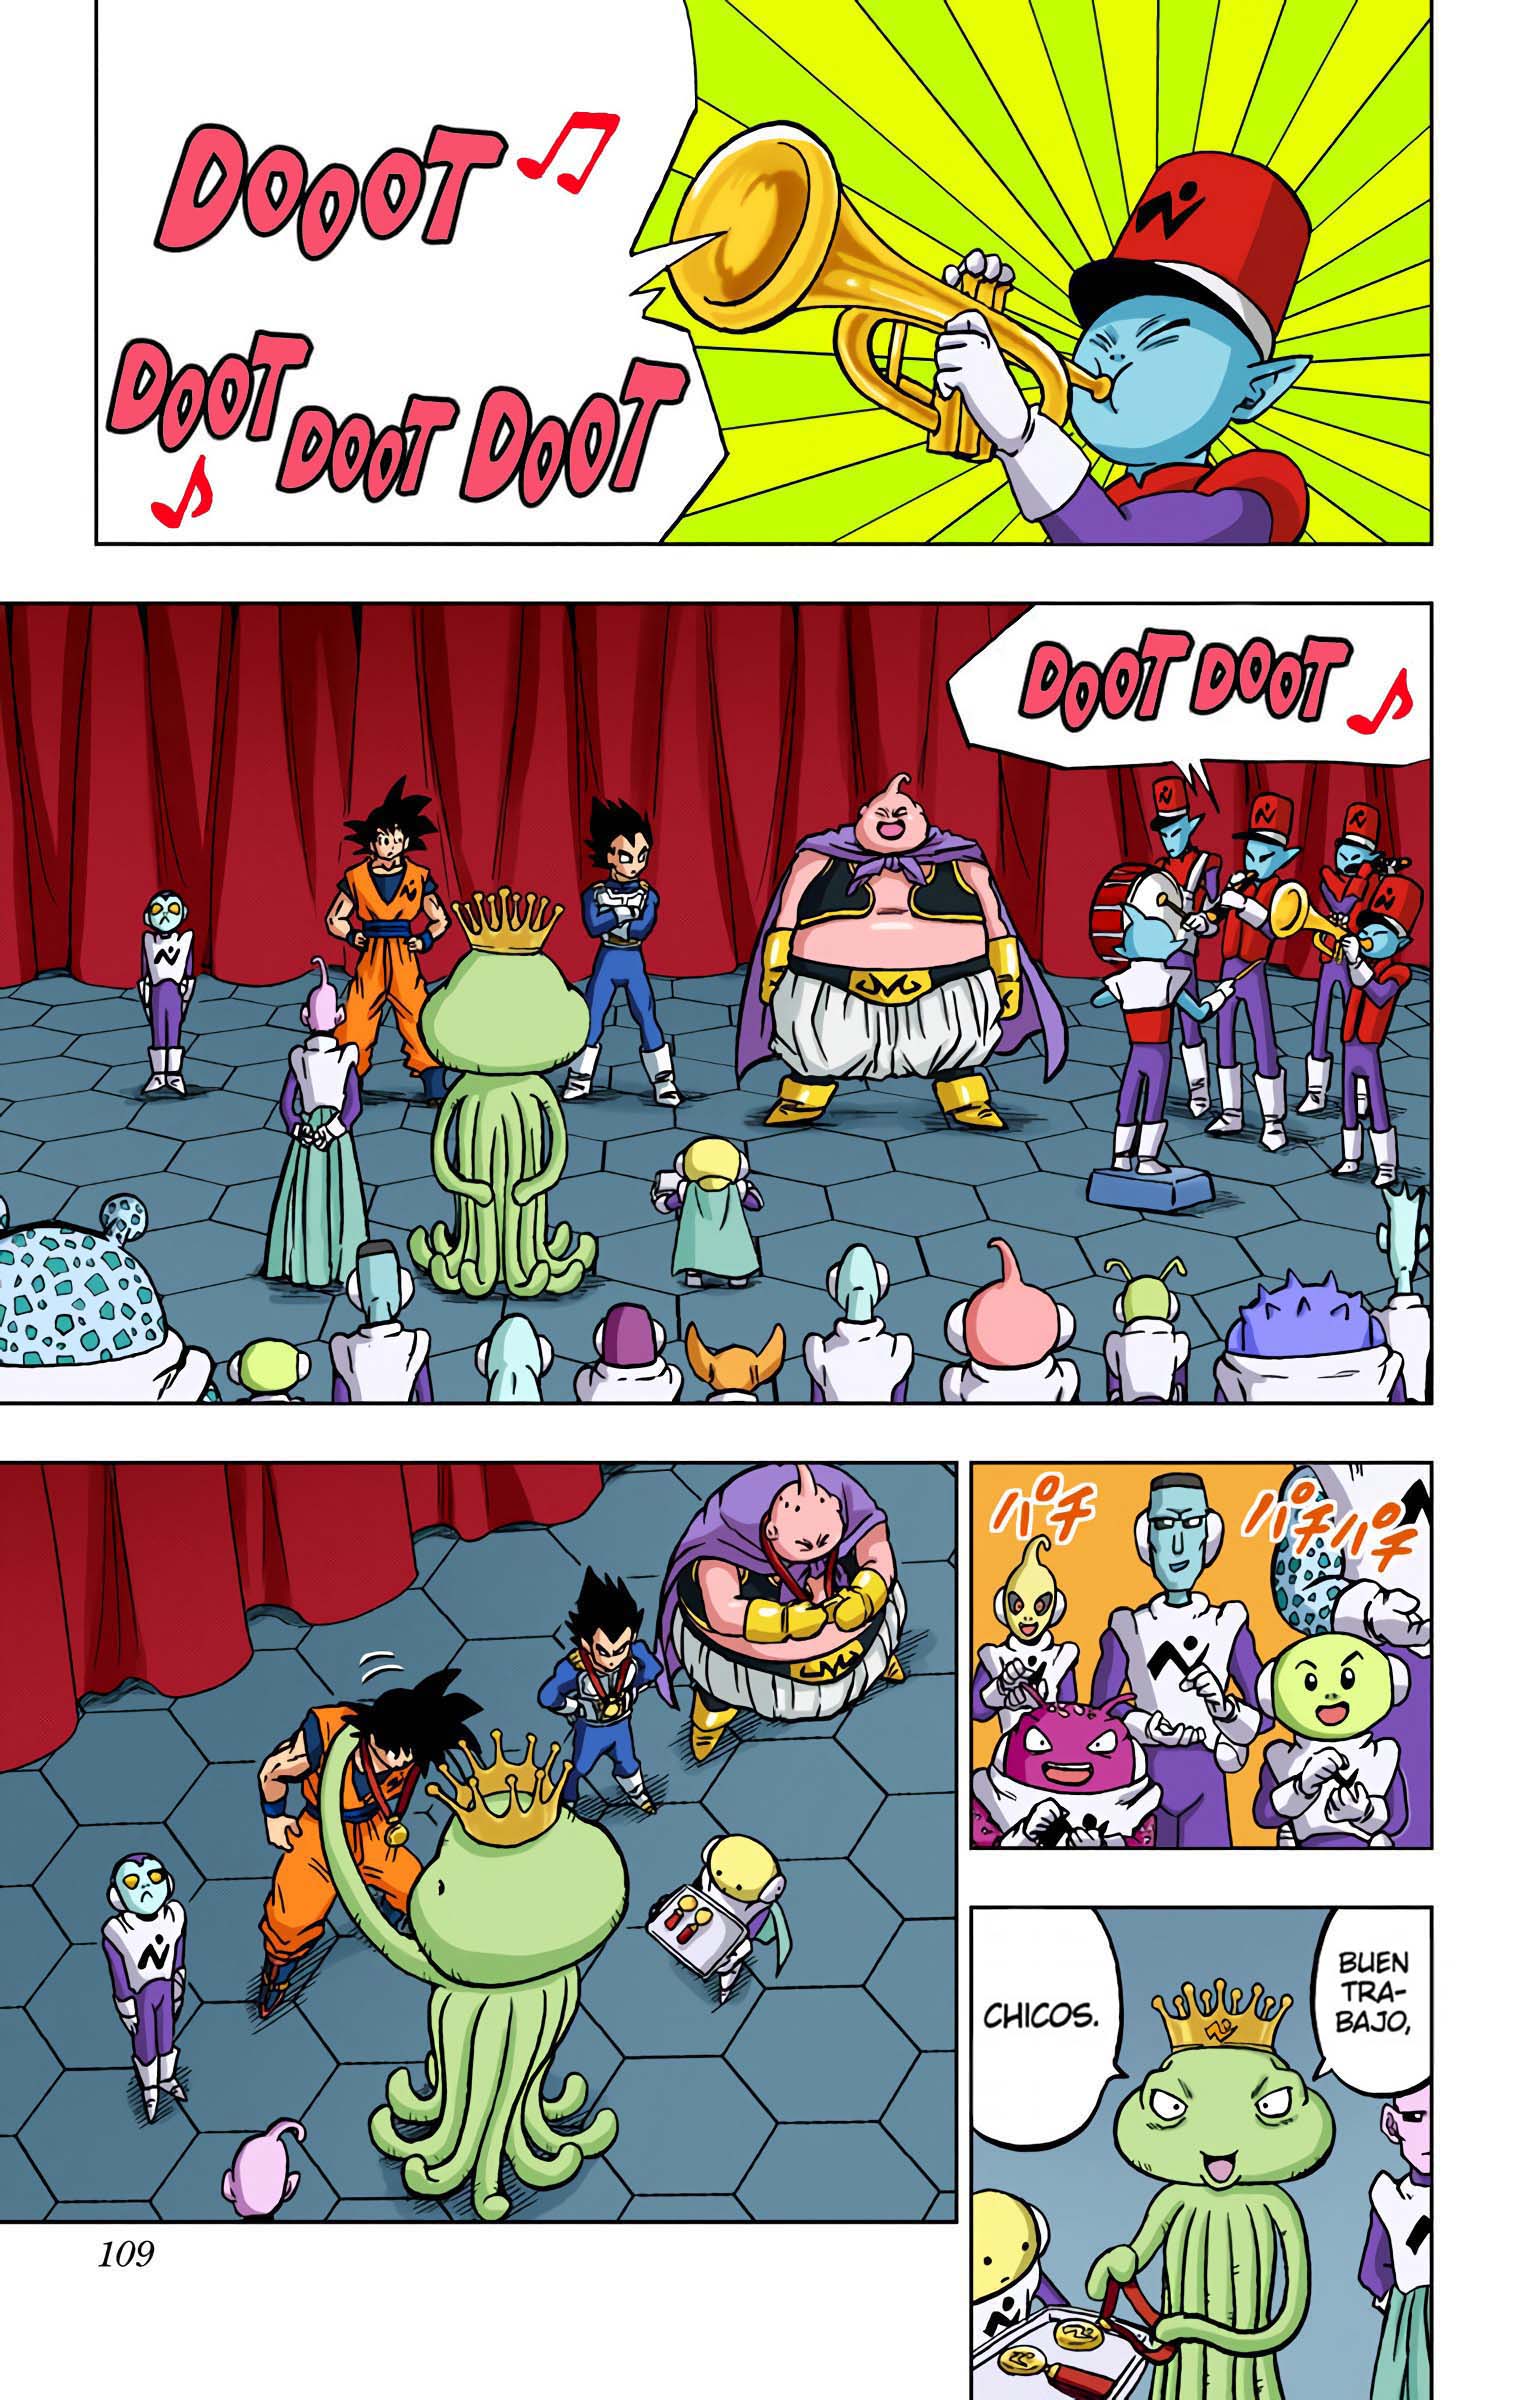 DOOOT
DOOT DOOT DOOT
DOOT DOOT
パチ
パチパチ
BUEN
TRA-
BAJO,
CHICOS.
109